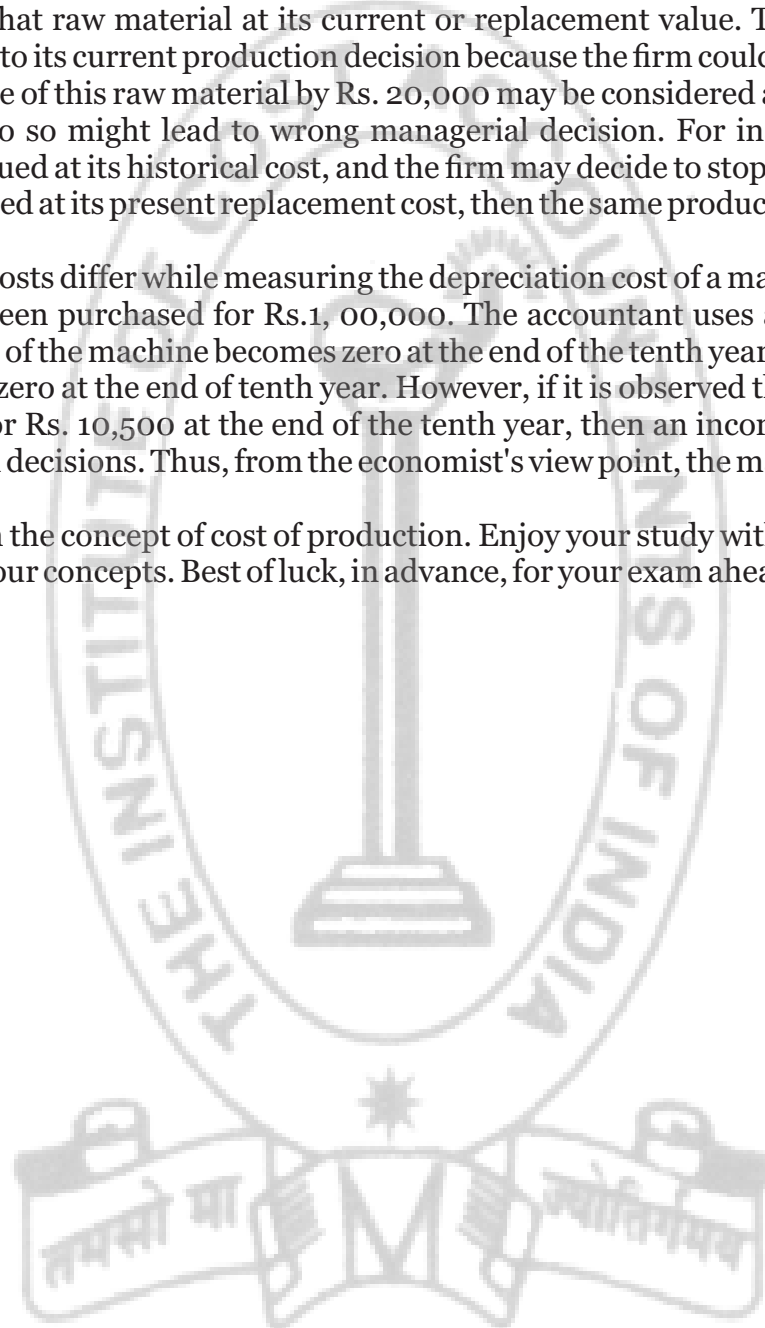 hat raw material at its current or replacement value. T
to its current production decision because the firm could
e of this raw material by Rs. 20,000 may be considered a
o so might lead to wrong managerial decision. For in
ued at its historical cost, and the firm may decide to stop
ed at its present replacement cost, then the same produc
osts differ while measuring the depreciation cost of a ma
een purchased for Rs.1, 00,000. The accountant uses a
of the machine becomes zero at the end of the tenth year
zero at the end of tenth year. However, if it is observed th
or Rs. 10,500 at the end of the tenth year, then an incor
decisions. Thus, from the economist's view point, the m
n the concept of cost of production. Enjoy your study with
our concepts. Best of luck, in advance, for your exam ahea
THE INSTITUTE OF COST ACCOUNTANTS OF INDIA
तमसो मा ज्योतिर्गमय